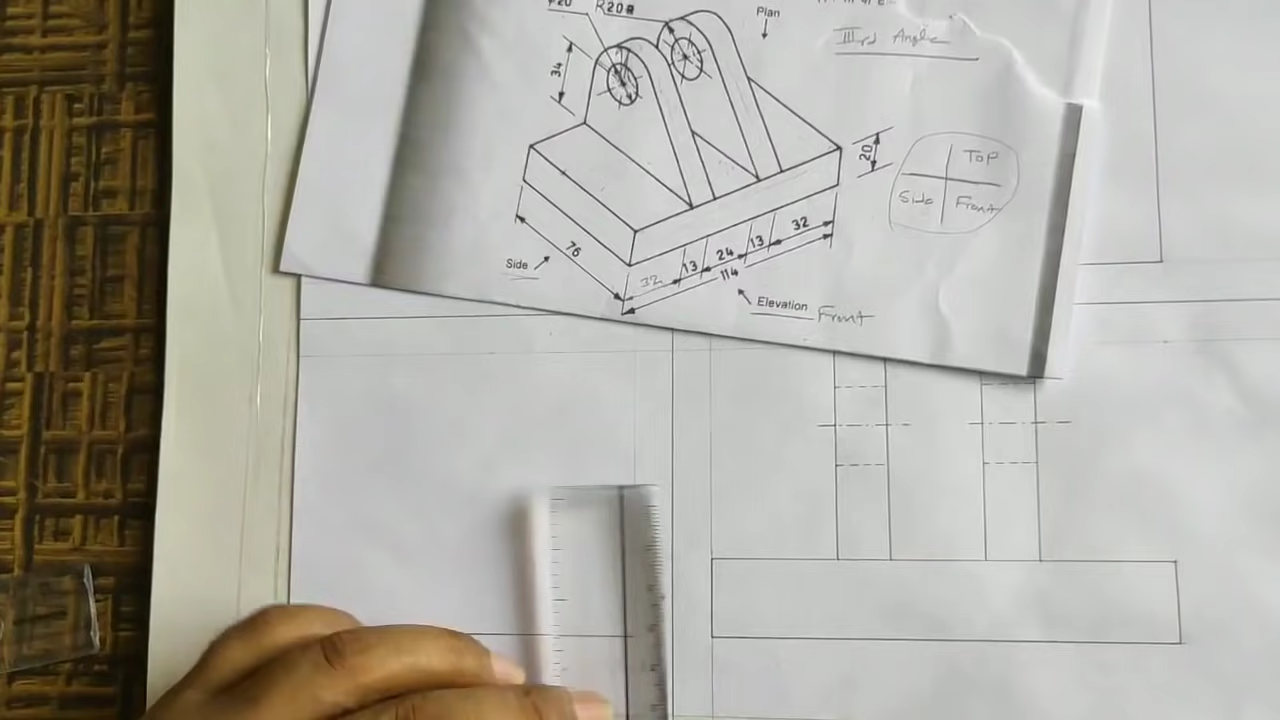 R20
Plan
IIIrd Angle
34
20
TOP
Side Front
76
32 13 24 13 32
114
Side
Elevation Front